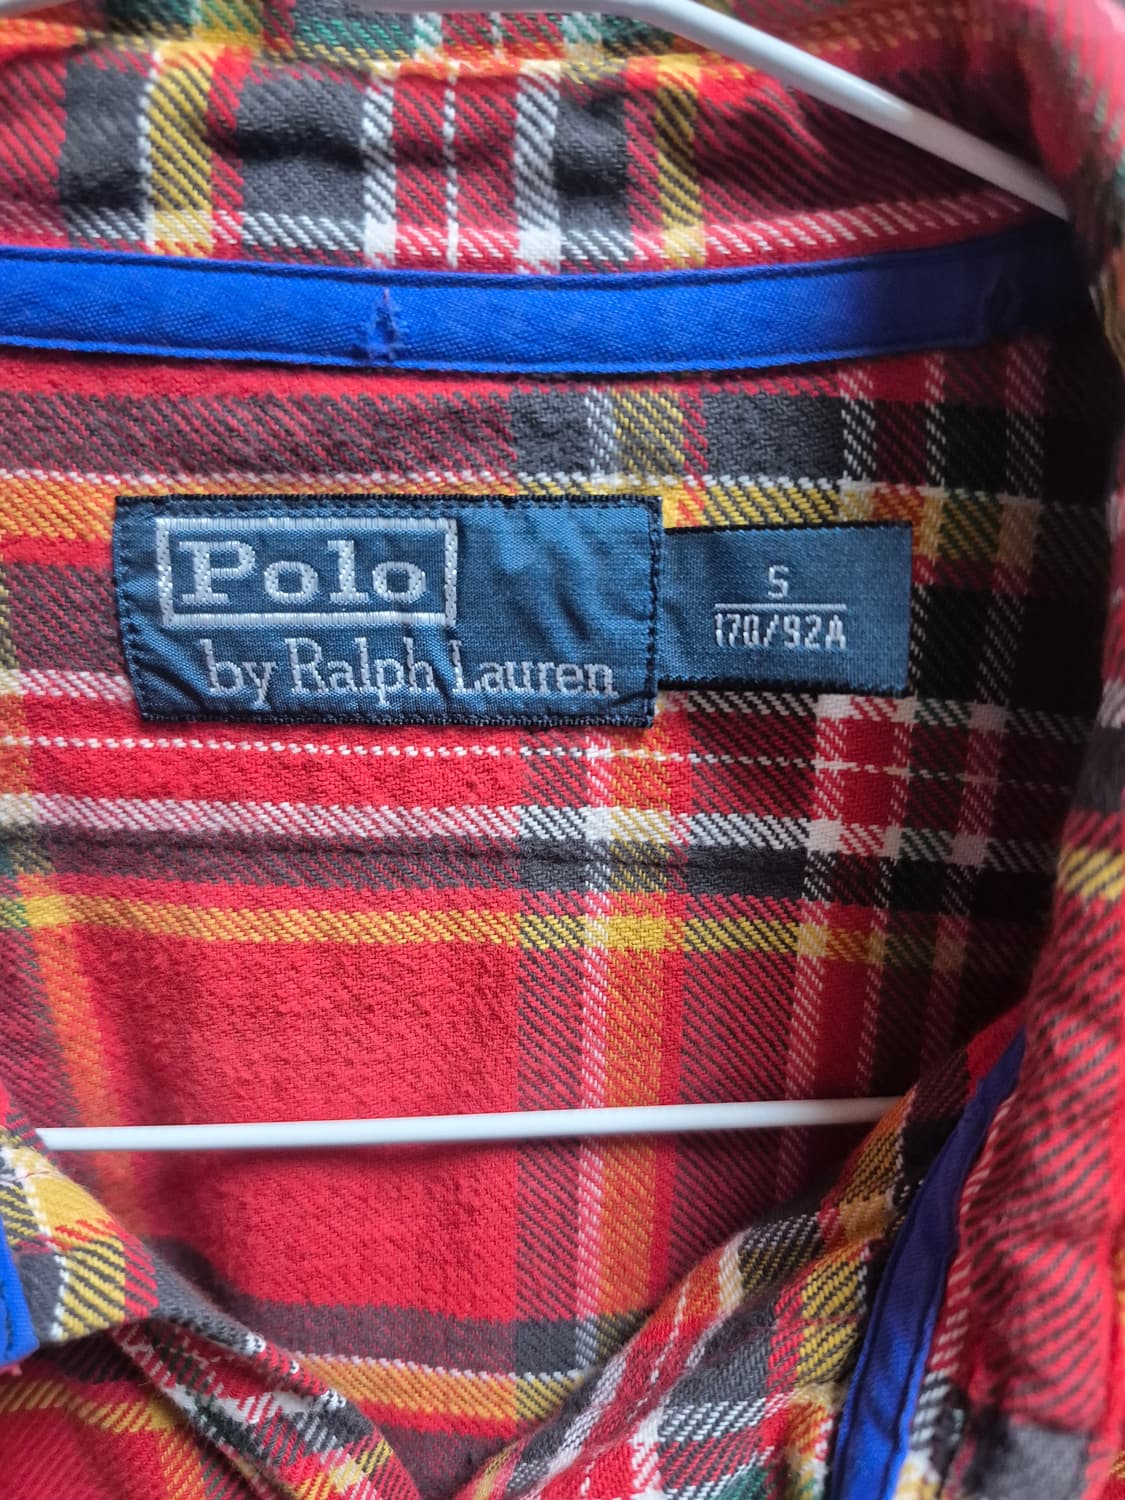 Polo
by Ralph Lauren
S
170/92A